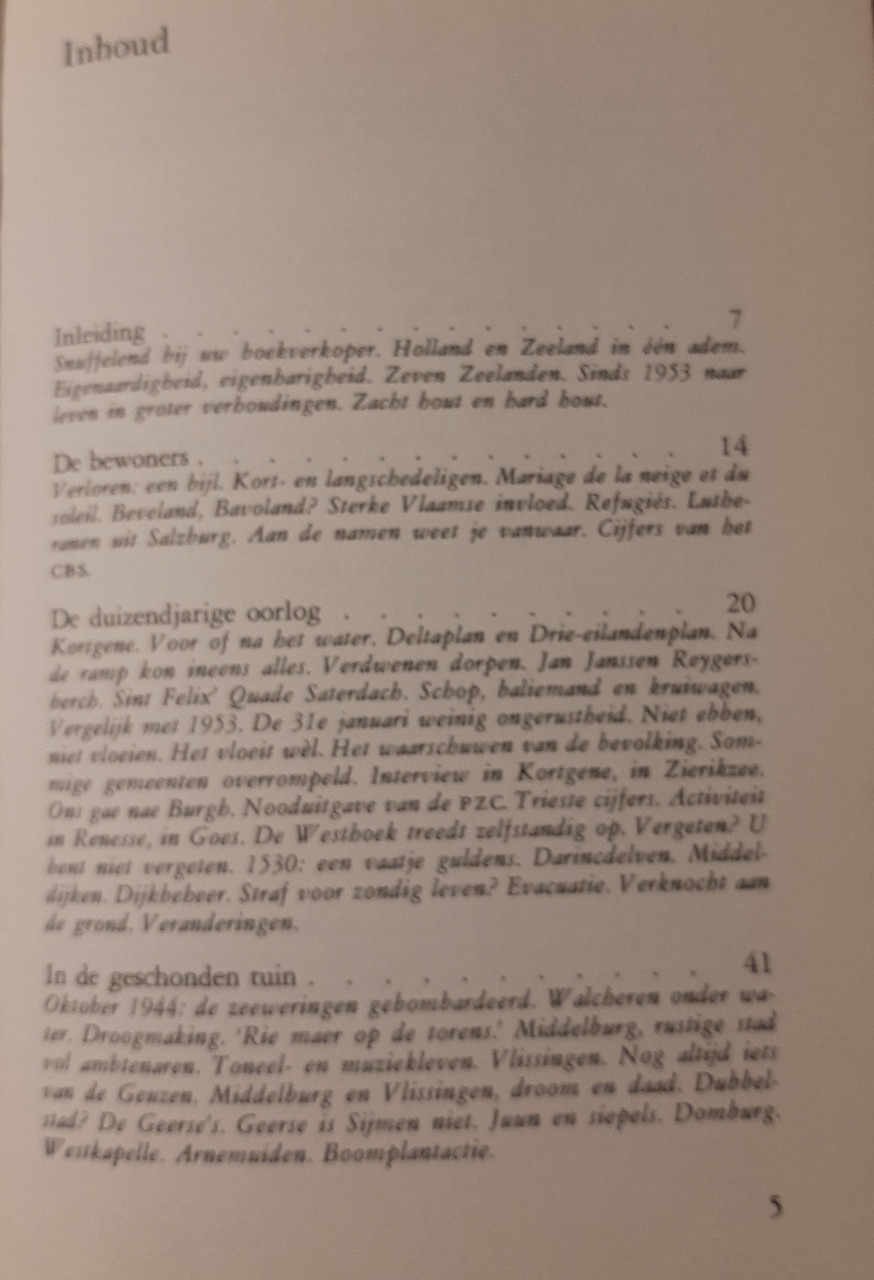 Inhoud
Inleiding . . . . . . . . . . . . . . . 7
Snuffelend bij uw boekverkoper. Holland en Zeeland in één adem.
Eigenaardigheid, eigenharigheid. Zeven Zeelanden. Sinds 1953 naar
leven in groter verhoudingen. Zacht hout en hard hout.
De bewoners . . . . . . . . . . . . . . 14
Verloren: een bijl. Kort- en langschedeligen. Mariage de la neige et du
soleil. Beveland, Bavoland? Sterke Vlaamse invloed. Refugiés. Luthe-
ranen uit Salzburg. Aan de namen weet je vanwaar. Cijfers van het
CBS.
De duizendjarige oorlog . . . . . . . . . . 20
Kortgene. Voor of na het water. Deltaplan en Drie-eilandenplan. Na
de ramp kon ineens alles. Verdwenen dorpen. Jan Janssen Reygers-
berch. Sint Felix' Quade Saterdach. Schop, baliemand en kruiwagen.
Vergelijk met 1953. De 31e januari weinig ongerustheid. Niet ebben,
niet vloeien. Het vloeit wèl. Het waarschuwen van de bevolking. Som-
mige gemeenten overrompeld. Interview in Kortgene, in Zierikzee.
Ons gae nae Burgh. Nooduitgave van de PZC. Trieste cijfers. Activiteit
in Renesse, in Goes. De Westhoek treedt zelfstandig op. Vergeten? U
bent niet vergeten. 1530: een vaatje guldens. Darincdelven. Middel-
dijken. Dijkbeheer. Straf voor zondig leven? Evacuatie. Verknocht aan
de grond. Veranderingen.
In de geschonden tuin . . . . . . . . . . . 41
Oktober 1944: de zeeweringen gebombardeerd. Walcheren onder wa-
ter. Droogmaking. 'Rie maer op de torens.' Middelburg, rustige stad
vol ambtenaren. Toneel- en muziekleven. Vlissingen. Nog altijd iets
van de Geuzen. Middelburg en Vlissingen, droom en daad. Dubbel-
stad? De Geerse's. Geerse is Sijmen niet. Juun en siepels. Domburg.
Westkapelle. Arnemuiden. Boomplantactie.
5